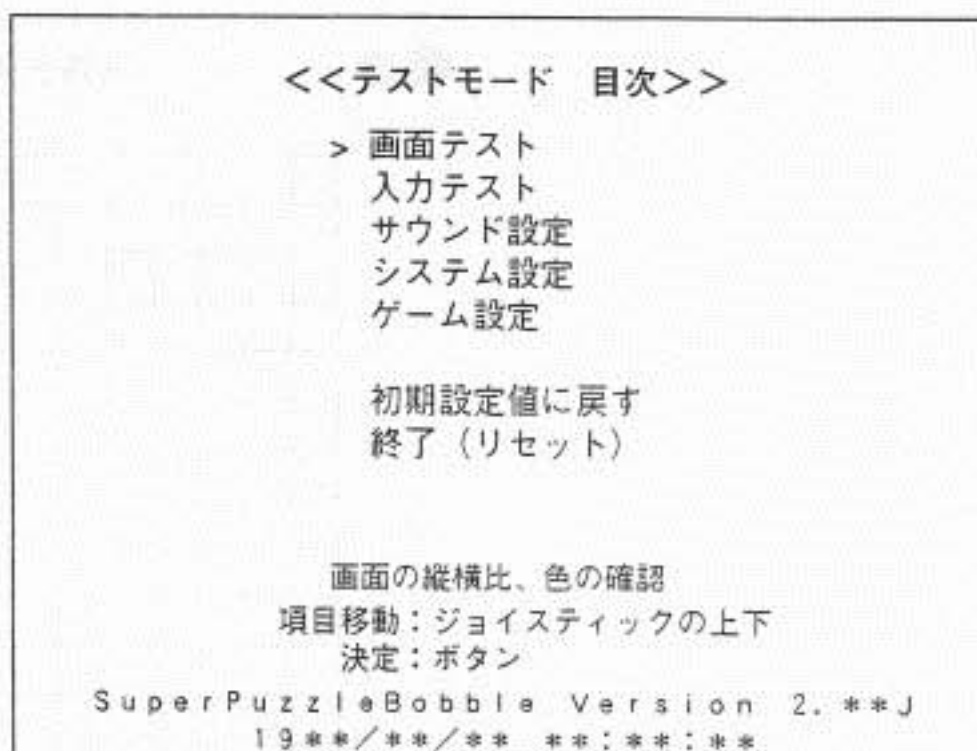 <<テストモード　目次>>
> 画面テスト
入力テスト
サウンド設定
システム設定
ゲーム設定
初期設定値に戻す
終了（リセット）
画面の縦横比、色の確認
項目移動：ジョイスティックの上下
決定：ボタン
SuperPuzzleBobble Version 2.**J
19**/**/** **:**:**